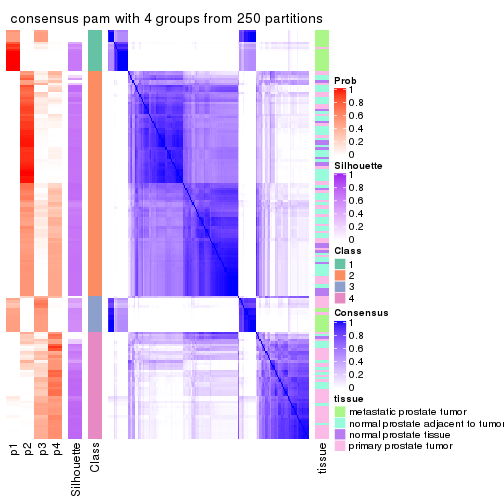 consensus pam with 4 groups from 250 partitions
Prob
1
0.8
0.6
0.4
0.2
0
Silhouette
1
0.8
0.6
0.4
0.2
0
Class
1
2
3
4
Consensus
1
0.8
0.6
0.4
0.2
0
tissue
metastatic prostate tumor
normal prostate adjacent to tumor
normal prostate tissue
primary prostate tumor
p1
p2
p3
p4
Silhouette
Class
tissue